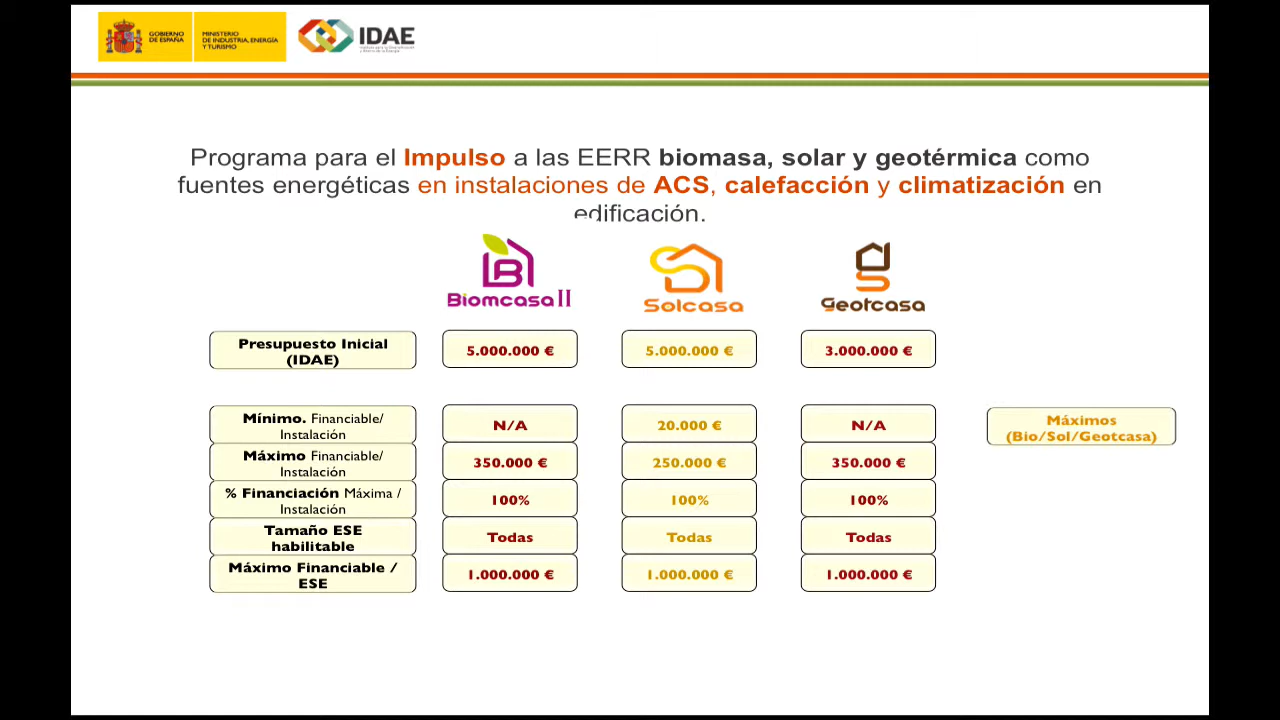 GOBIERNO
DE ESPAÑA
MINISTERIO
DE INDUSTRIA, ENERGÍA
Y TURISMO
IDAE
Programa para el Impulso a las EERR biomasa, solar y geotérmica como
fuentes energéticas en instalaciones de ACS, calefacción y climatización en
edificación.
Biomcasa II
Solcasa
Geotcasa
Presupuesto Inicial
(IDAE)
5.000.000 €
5.000.000 €
3.000.000 €
Mínimo. Financiable/
Instalación
N/A
20.000 €
N/A
Máximos
(Bio/Sol/Geotcasa)
Máximo Financiable/
Instalación
350.000 €
250.000 €
350.000 €
% Financiación Máxima /
Instalación
100%
100%
100%
Tamaño ESE
habilitable
Todas
Todas
Todas
Máximo Financiable /
ESE
1.000.000 €
1.000.000 €
1.000.000 €